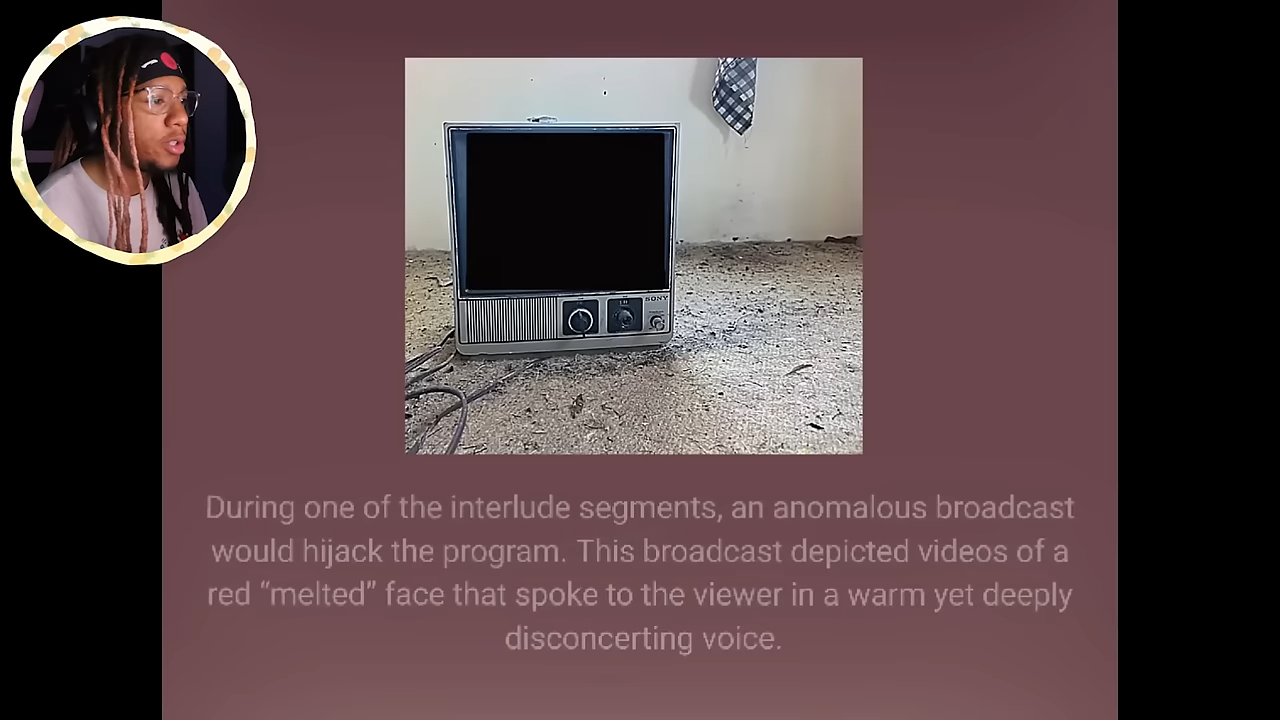 SONY
During one of the interlude segments, an anomalous broadcast
would hijack the program. This broadcast depicted videos of a
red “melted” face that spoke to the viewer in a warm yet deeply
disconcerting voice.